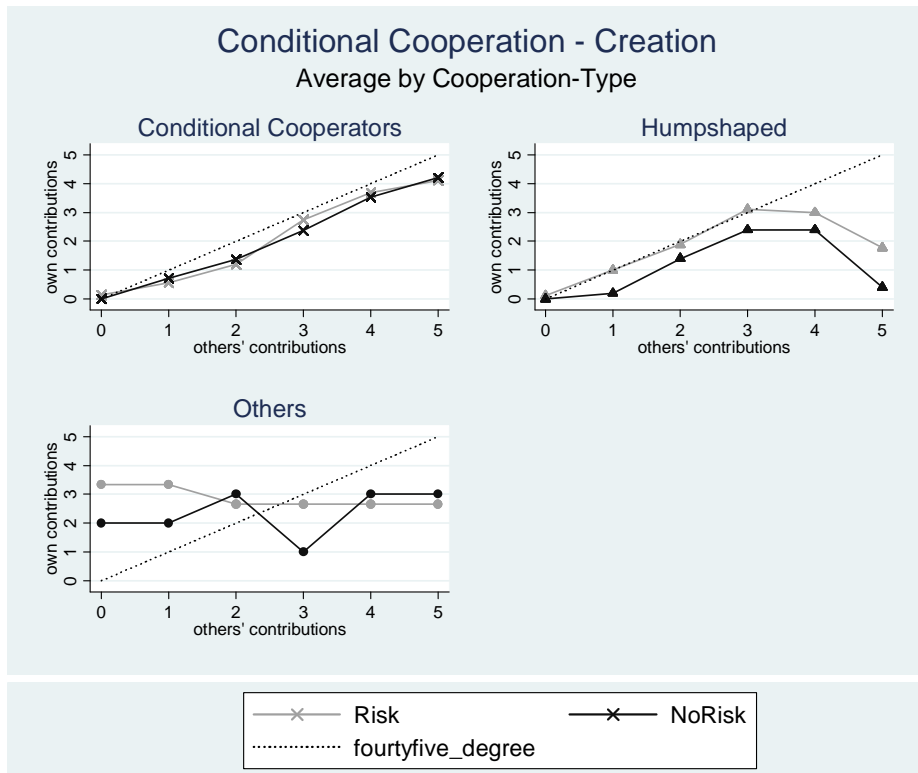 Conditional Cooperation - Creation
Average by Cooperation-Type
Conditional Cooperators
own contributions
5
4
3
2
1
0
0 1 2 3 4 5
others' contributions
Humpshaped
own contributions
5
4
3
2
1
0
0 1 2 3 4 5
others' contributions
Others
own contributions
5
4
3
2
1
0
0 1 2 3 4 5
others' contributions
Risk NoRisk
fourtyfive_degree